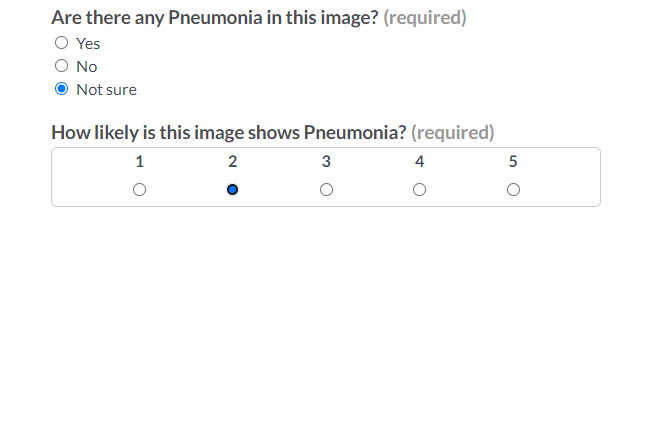 Are there any Pneumonia in this image? (required)
Yes
No
Not sure
How likely is this image shows Pneumonia? (required)
1 2 3 4 5